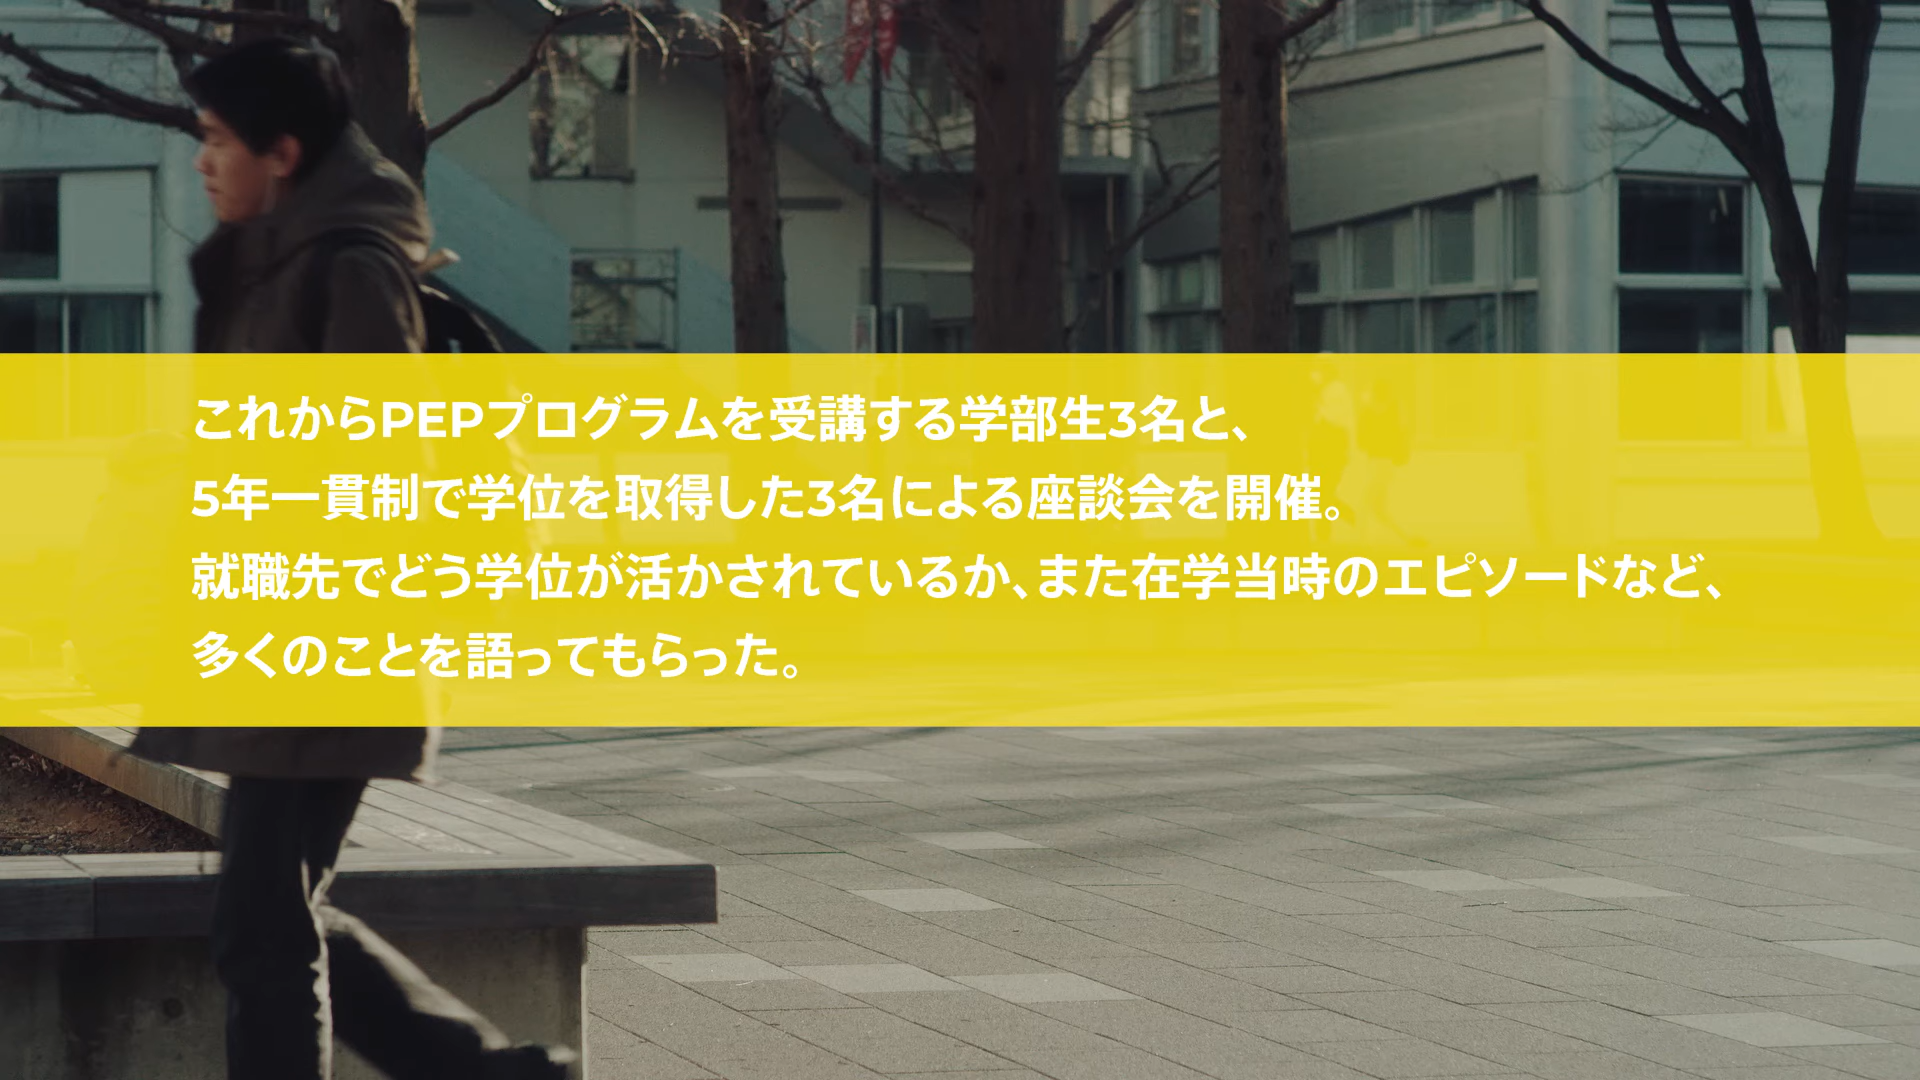 これからPEPプログラムを受講する学部生3名と、
5年一貫制で学位を取得した3名による座談会を開催。
就職先でどう学位が活かされているか、また在学当時のエピソードなど、
多くのことを語ってもらった。